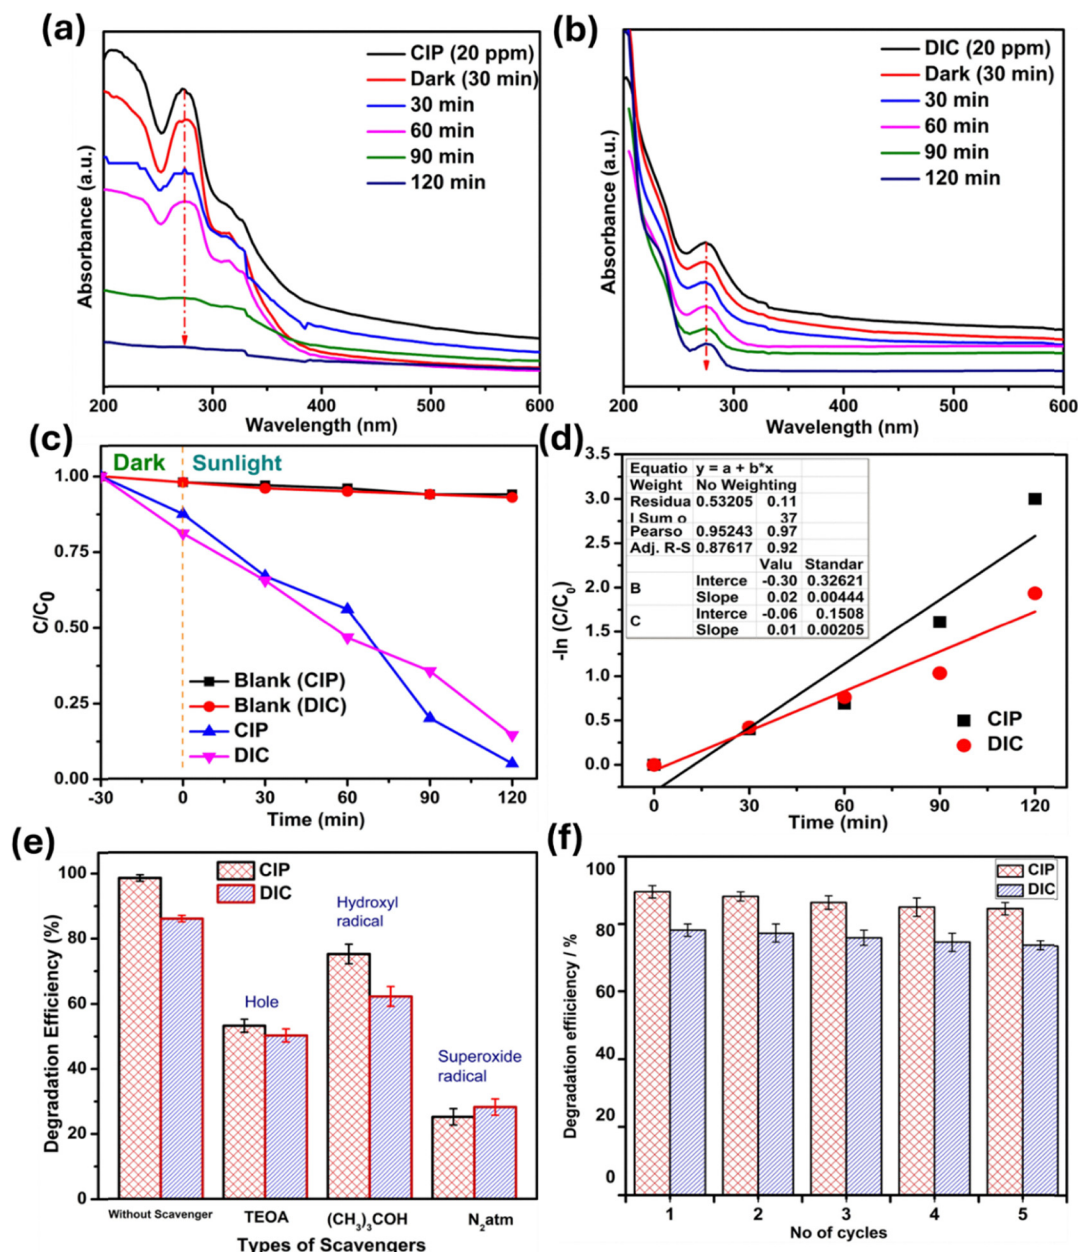 (a)
CIP (20 ppm)
Dark (30 min)
30 min
60 min
90 min
120 min
Absorbance (a.u.)
200 300 400 500 600
Wavelength (nm)
(b)
DIC (20 ppm)
Dark (30 min)
30 min
60 min
90 min
120 min
Absorbance (a.u.)
200 300 400 500 600
Wavelength (nm)
(c)
Dark Sunlight
1.00
0.75
0.50
0.25
0.00
C/C0
Blank (CIP)
Blank (DIC)
CIP
DIC
-30 0 30 60 90 120
Time (min)
(d)
3.5
3.0
2.5
2.0
1.5
1.0
0.5
0.0
-ln (C/C0)
Equatio y = a + b*x
Weight No Weighting
Residua 0.53205 0.11
l Sum o 37
Pearso 0.95243 0.97
Adj. R-S 0.87617 0.92
Valu Standar
B Interce -0.30 0.32621
Slope 0.02 0.00444
C Interce -0.06 0.1508
Slope 0.01 0.00205
CIP
DIC
0 30 60 90 120
Time (min)
(e)
100
80
60
40
20
0
Degradation Efficiency (%)
CIP
DIC
Hydroxyl
radical
Hole
Superoxide
radical
Without Scavenger TEOA (CH3)3COH N2atm
Types of Scavengers
(f)
100
80
60
40
20
0
Degradation effiiciency / %
CIP
DIC
1 2 3 4 5
No of cycles